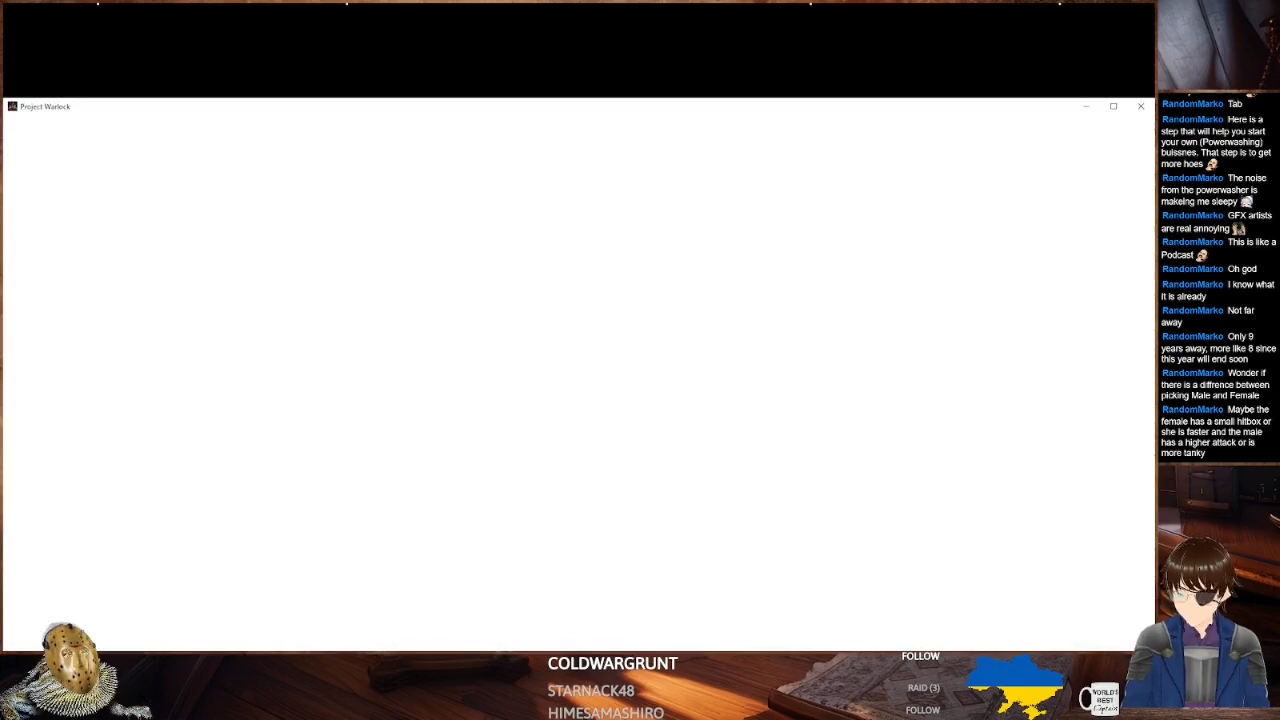 Project Warlock
RandomMarko Tab
RandomMarko Here is a
step that will help you start
your own (Powerwashing)
buissnes. That step is to get
more hoes
RandomMarko The noise
from the powerwasher is
makeing me sleepy
RandomMarko GFX artists
are real annoying
RandomMarko This is like a
Podcast
RandomMarko Oh god
RandomMarko I know what
it is already
RandomMarko Not far
away
RandomMarko Only 9
years away, more like 8 since
this year will end soon
RandomMarko Wonder if
there is a diffrence between
picking Male and Female
RandomMarko Maybe the
female has a small hitbox or
she is faster and the male
has a higher attack or is
more tanky
COLDWARGRUNT FOLLOW
STARNACK48 RAID (3)
HIMESAMASHIRO FOLLOW
WORLD'S
BEST
Captain